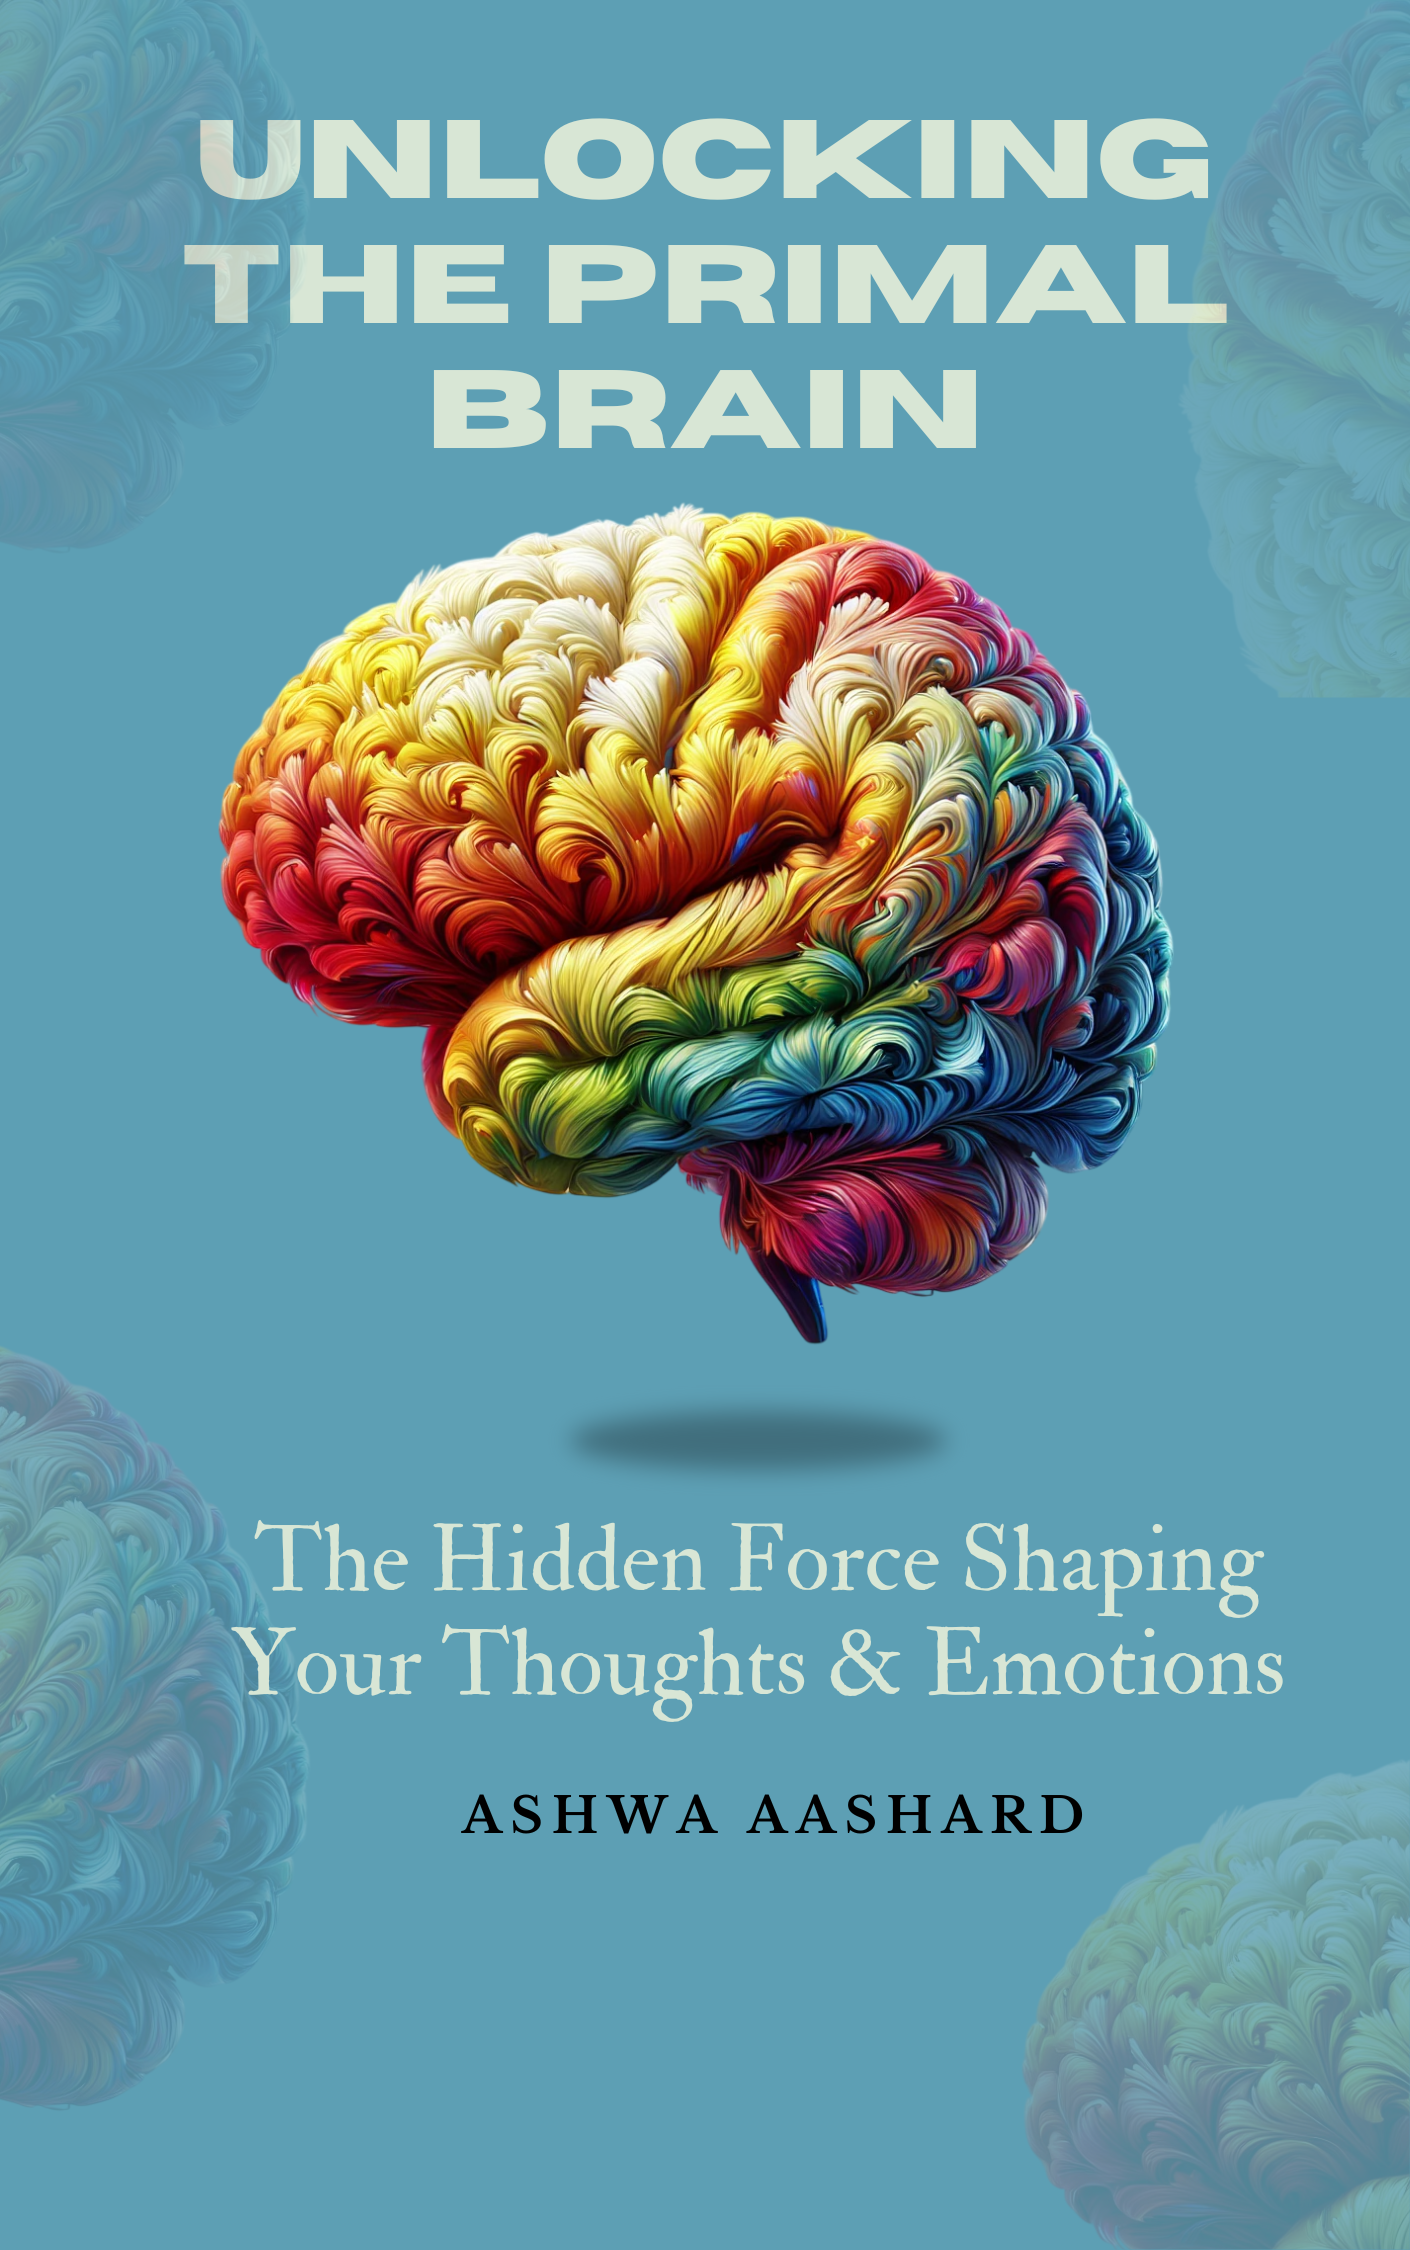 UNLOCKING
THE PRIMAL
BRAIN
The Hidden Force Shaping
Your Thoughts & Emotions
ASHWA AASHARD